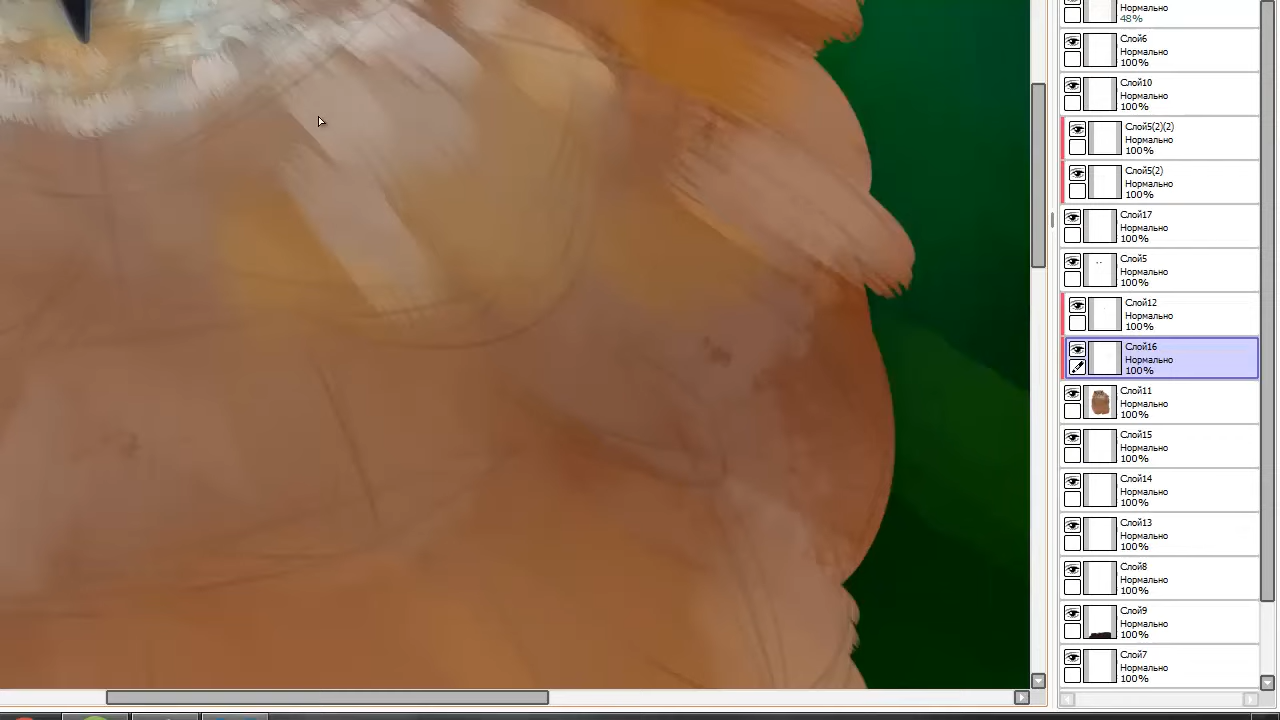 Нормально
48%
Слой6
Нормально
100%
Слой10
Нормально
100%
Слой5(2)(2)
Нормально
100%
Слой5(2)
Нормально
100%
Слой17
Нормально
100%
Слой5
Нормально
100%
Слой12
Нормально
100%
Слой16
Нормально
100%
Слой11
Нормально
100%
Слой15
Нормально
100%
Слой14
Нормально
100%
Слой13
Нормально
100%
Слой8
Нормально
100%
Слой9
Нормально
100%
Слой7
Нормально
100%